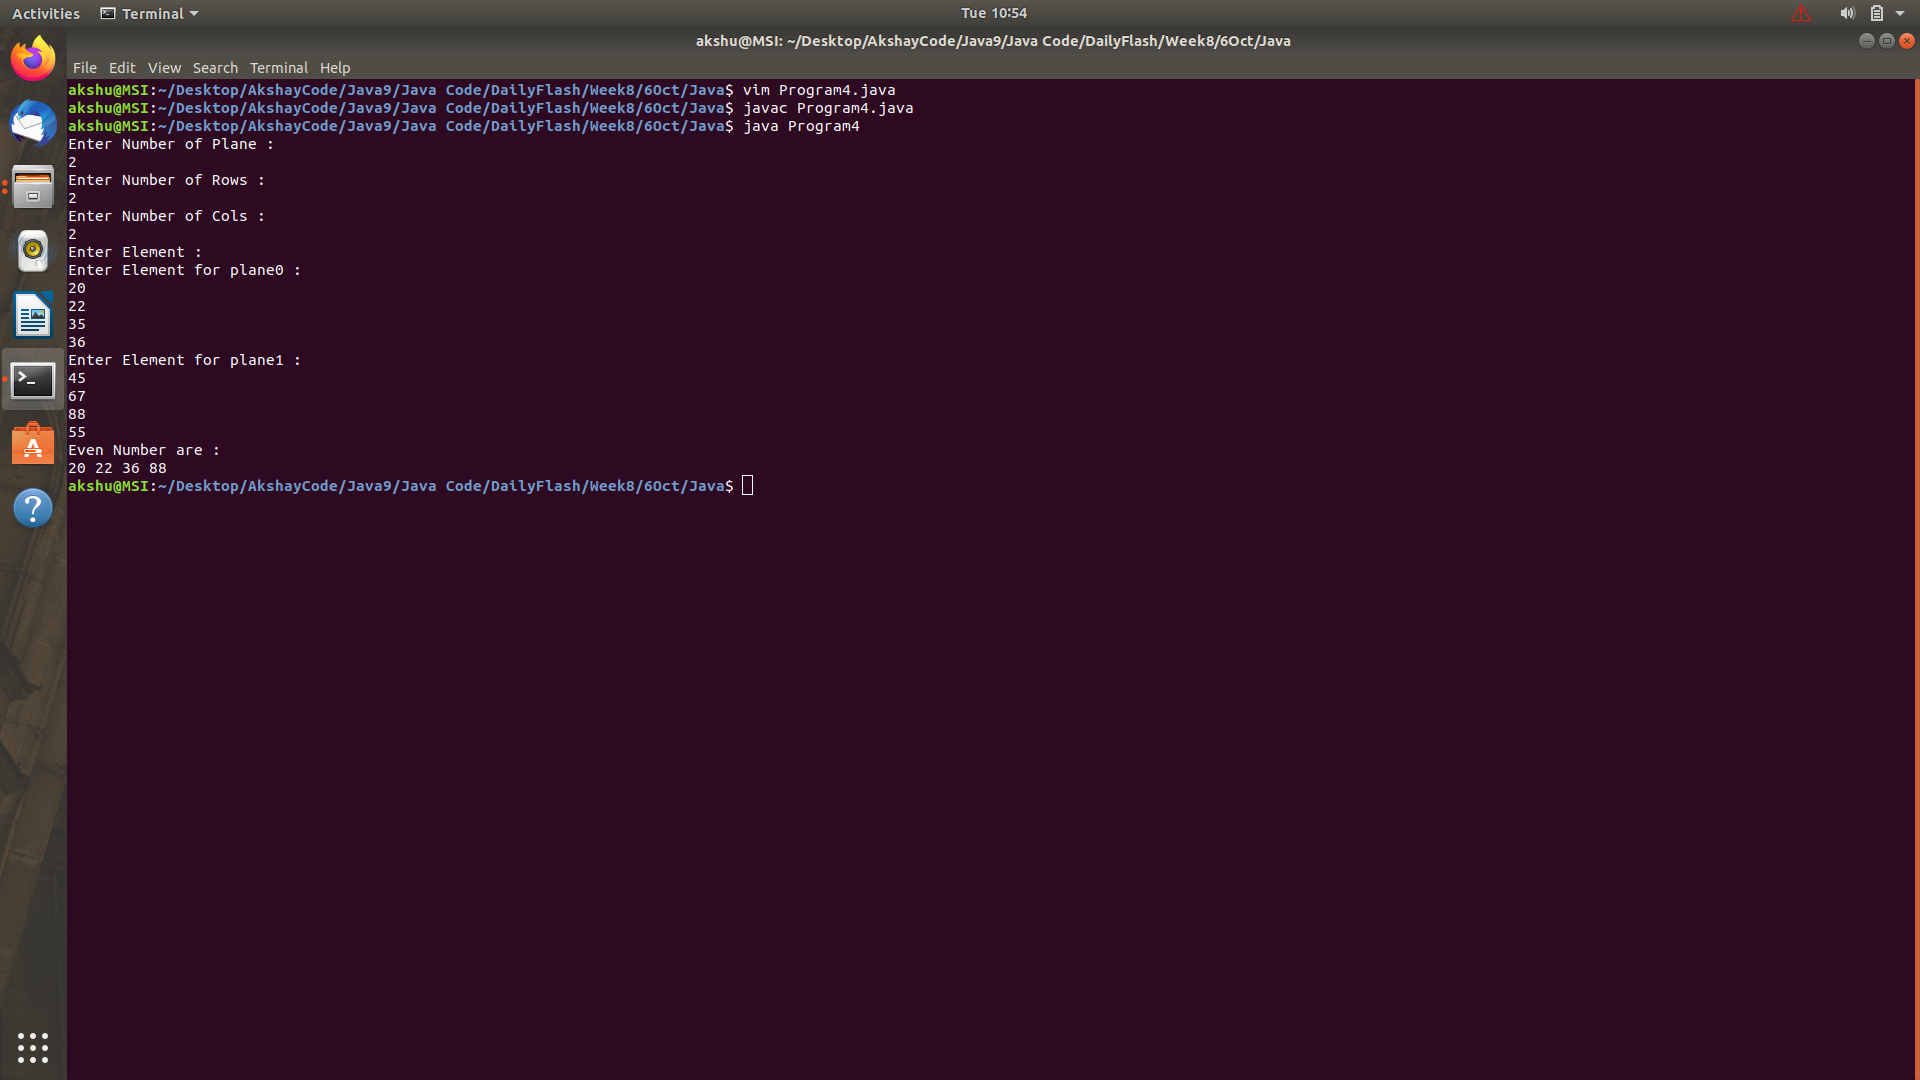 Activities Terminal Tue 10:54
akshu@MSI: ~/Desktop/AkshayCode/Java9/Java Code/DailyFlash/Week8/6Oct/Java
File Edit View Search Terminal Help
akshu@MSI:~/Desktop/AkshayCode/Java9/Java Code/DailyFlash/Week8/6Oct/Java$ vim Program4.java
akshu@MSI:~/Desktop/AkshayCode/Java9/Java Code/DailyFlash/Week8/6Oct/Java$ javac Program4.java
akshu@MSI:~/Desktop/AkshayCode/Java9/Java Code/DailyFlash/Week8/6Oct/Java$ java Program4
Enter Number of Plane :
2
Enter Number of Rows :
2
Enter Number of Cols :
2
Enter Element :
Enter Element for plane0 :
20
22
35
36
Enter Element for plane1 :
45
67
88
55
Even Number are :
20 22 36 88
akshu@MSI:~/Desktop/AkshayCode/Java9/Java Code/DailyFlash/Week8/6Oct/Java$